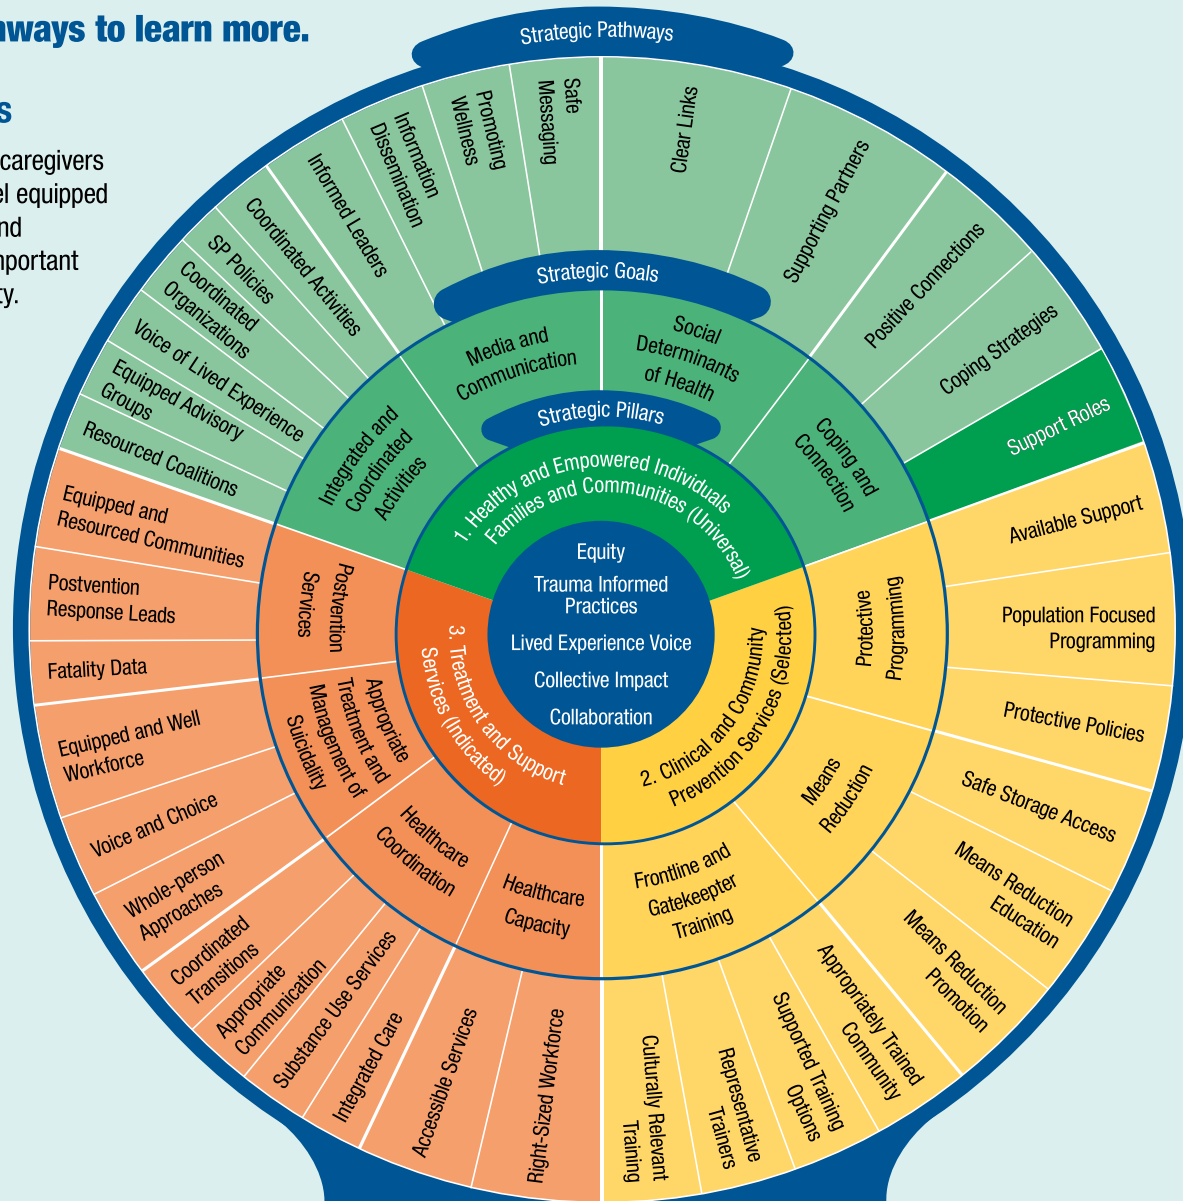 ways to learn more.
s
caregivers
el equipped
nd
nportant
ty.
Strategic Pathways
Safe
Messaging
Promoting
Wellness
Information
Dissemination
Informed Leaders
Coordinated Activities
SP Policies
Coordinated
Organizations
Voice of Lived Experience
Equipped Advisory
Groups
Resourced Coalitions
Clear Links
Supporting Partners
Positive Connections
Coping Strategies
Support Roles
Strategic Goals
Media and
Communication
Social
Determinants
of Health
Integrated and
Coordinated
Activities
Coping and
Connection
Strategic Pillars
1. Healthy and Empowered Individuals
Families and Communities (Universal)
Equity
Trauma Informed
Practices
Lived Experience Voice
Collective Impact
Collaboration
2. Clinical and Community
Prevention Services (Selected)
Protective
Programming
Available Support
Population Focused
Programming
Protective Policies
Means
Reduction
Safe Storage Access
Means Reduction
Education
Means Reduction
Promotion
Frontline and
Gatekeeper
Training
Appropriately Trained
Community
Supported Training
Options
Representative
Trainers
Culturally Relevant
Training
3. Treatment and Support
Services (Indicated)
Postvention
Services
Equipped and
Resourced Communities
Postvention
Response Leads
Fatality Data
Appropriate
Treatment and
Management of
Suicidality
Equipped and Well
Workforce
Voice and Choice
Whole-person
Approaches
Healthcare
Coordination
Coordinated
Transitions
Appropriate
Communication
Substance Use Services
Integrated Care
Healthcare
Capacity
Accessible Services
Right-Sized Workforce